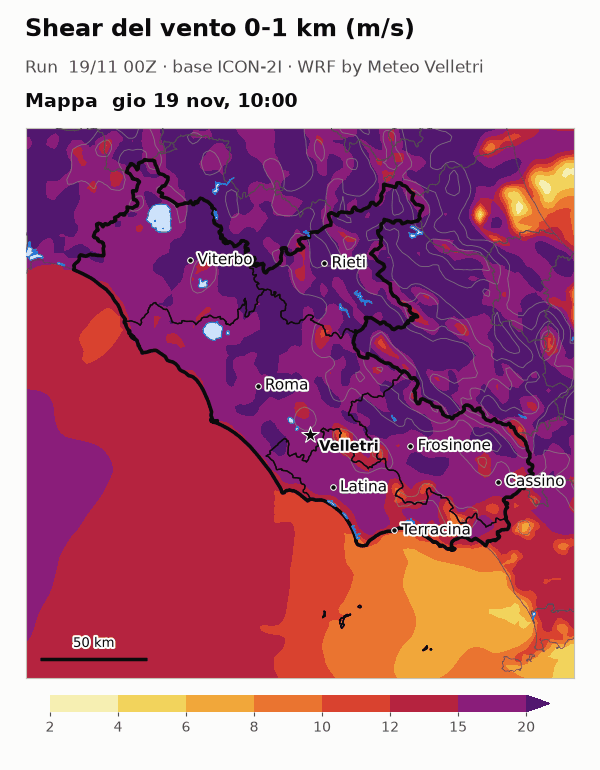 Shear del vento 0-1 km (m/s)
Run  19/11 00Z · base ICON-2I · WRF by Meteo Velletri
Mappa  gio 19 nov, 10:00
Viterbo
Rieti
Roma
Velletri
Frosinone
Latina
Cassino
Terracina
50 km
2 4 6 8 10 12 15 20